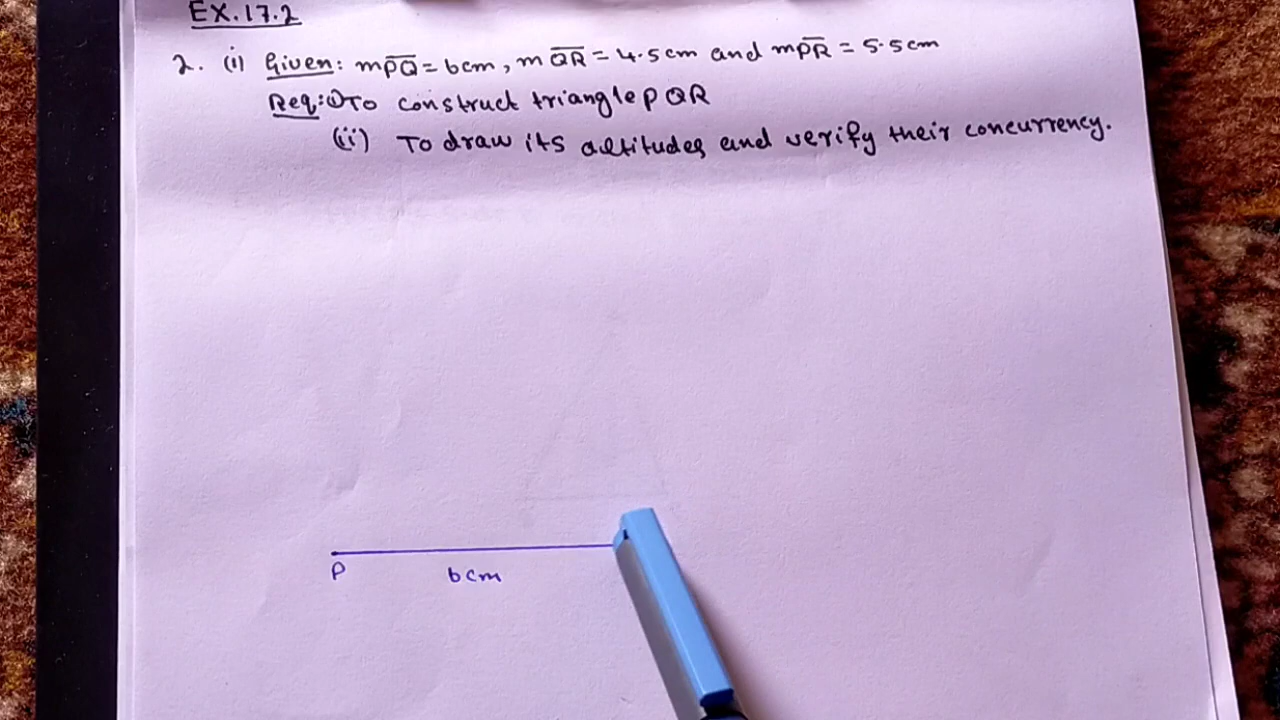 EX.17.2
2. (i) Given: mPQ = 6cm, mQR = 4.5cm and mPR = 5.5cm
Req:(i) To construct triangle PQR
(ii) To draw its altitudes and verify their concurrency.
P 6cm